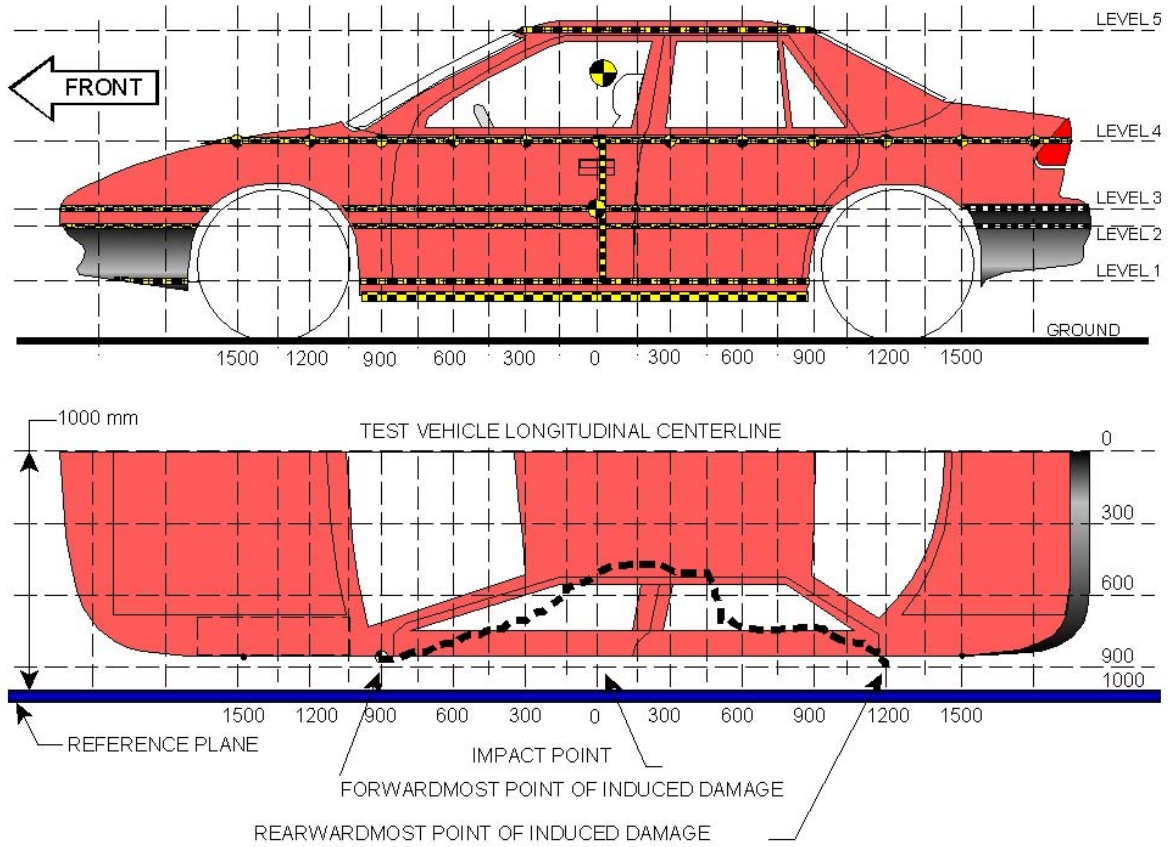 LEVEL 5
FRONT
LEVEL 4
LEVEL 3
LEVEL 2
LEVEL 1
GROUND
1500 1200 900 600 300 0 300 600 900 1200 1500
1000 mm
TEST VEHICLE LONGITUDINAL CENTERLINE
0
300
600
900
1000
1500 1200 900 600 300 0 300 600 900 1200 1500
REFERENCE PLANE
IMPACT POINT
FORWARDMOST POINT OF INDUCED DAMAGE
REARWARDMOST POINT OF INDUCED DAMAGE